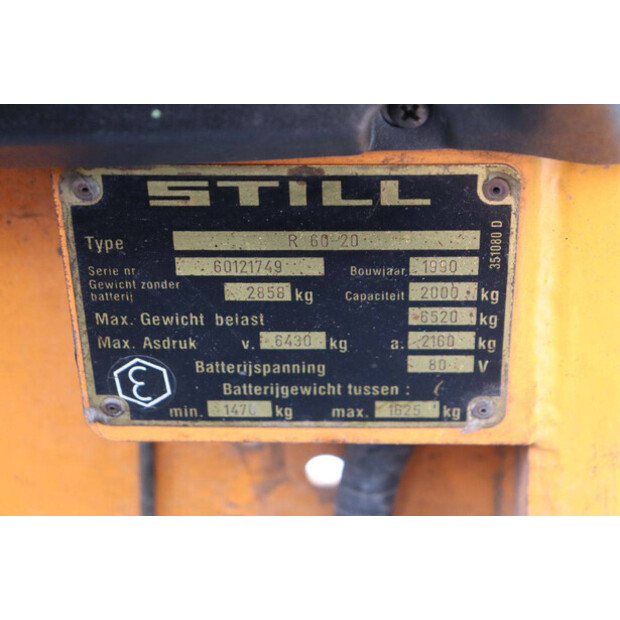 STILL
Type R 60-20
Serie nr. 60121749 Bouwjaar 1990
Gewicht zonder batterij 2858 kg Capaciteit 2000 kg
Max. Gewicht belast 6520 kg
Max. Asdruk v. 6430 kg a. 2160 kg
Batterijspanning 80 V
Batterijgewicht tussen :
min. kg max. 1625 kg
351080 D